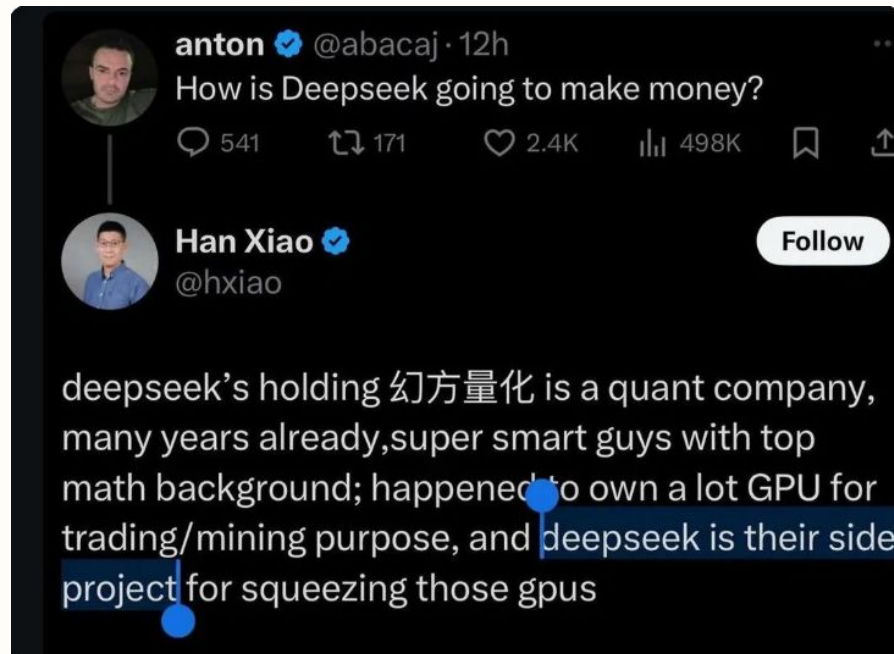 anton @abacaj · 12h
How is Deepseek going to make money?
541 171 2.4K 498K
Han Xiao
Follow
@hxiao
deepseek’s holding 幻方量化 is a quant company,
many years already,super smart guys with top
math background; happened to own a lot GPU for
trading/mining purpose, and deepseek is their side
project for squeezing those gpus